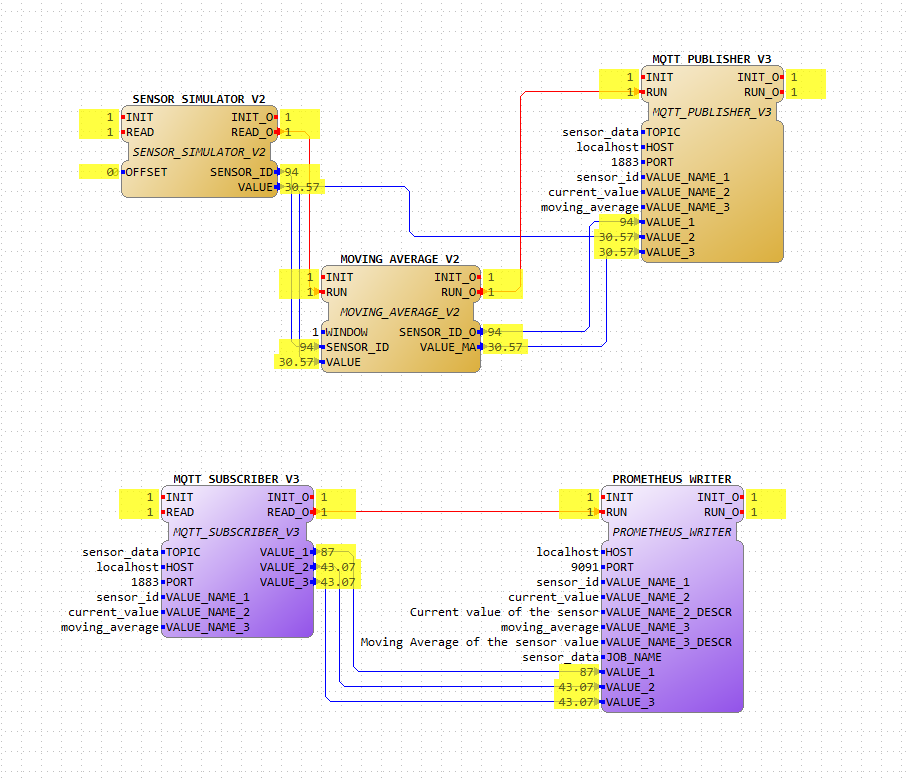 MQTT PUBLISHER V3
1 INIT INIT_O 1
1 RUN RUN_O 1
MQTT_PUBLISHER_V3
sensor_data TOPIC
localhost HOST
1883 PORT
sensor_id VALUE_NAME_1
current_value VALUE_NAME_2
moving_average VALUE_NAME_3
94 VALUE_1
30.57 VALUE_2
30.57 VALUE_3
SENSOR SIMULATOR V2
1 INIT INIT_O 1
1 READ READ_O 1
SENSOR_SIMULATOR_V2
0 OFFSET SENSOR_ID 94
VALUE 30.57
MOVING AVERAGE V2
1 INIT INIT_O 1
1 RUN RUN_O 1
MOVING_AVERAGE_V2
1 WINDOW SENSOR_ID_O 94
94 SENSOR_ID VALUE_MA 30.57
30.57 VALUE
MQTT SUBSCRIBER V3
1 INIT INIT_O 1
1 READ READ_O 1
MQTT_SUBSCRIBER_V3
sensor_data TOPIC VALUE_1 87
localhost HOST VALUE_2 43.07
1883 PORT VALUE_3 43.07
sensor_id VALUE_NAME_1
current_value VALUE_NAME_2
moving_average VALUE_NAME_3
PROMETHEUS WRITER
1 INIT INIT_O 1
1 RUN RUN_O 1
PROMETHEUS_WRITER
localhost HOST
9091 PORT
sensor_id VALUE_NAME_1
current_value VALUE_NAME_2
Current value of the sensor VALUE_NAME_2_DESCR
moving_average VALUE_NAME_3
Moving Average of the sensor value VALUE_NAME_3_DESCR
sensor_data JOB_NAME
87 VALUE_1
43.07 VALUE_2
43.07 VALUE_3